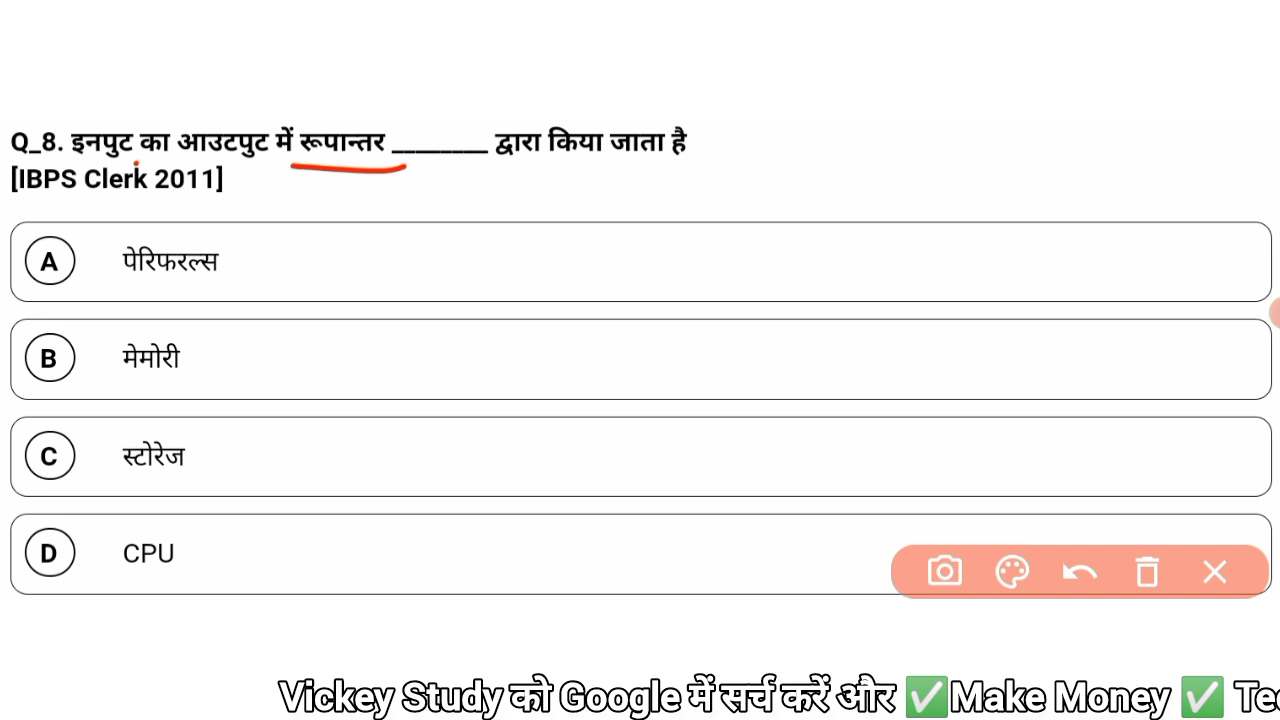 Q_8. इनपुट का आउटपुट में रूपान्तर ________ द्वारा किया जाता है
[IBPS Clerk 2011]
A पेरिफरल्स
B मेमोरी
C स्टोरेज
D CPU
Vickey Study को Google में सर्च करें और ✅Make Money ✅